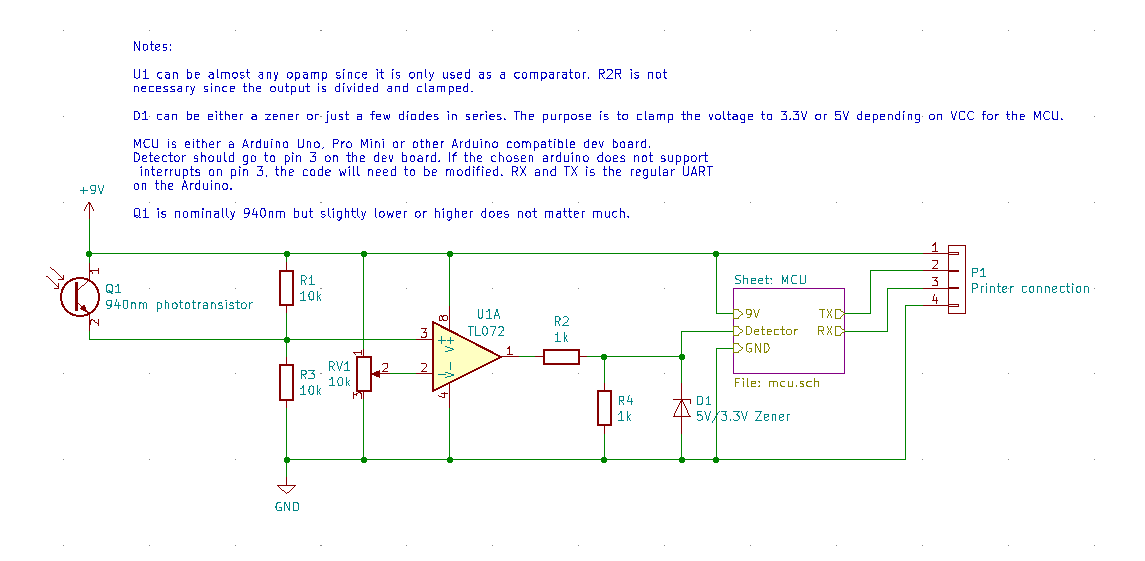 Notes:
U1 can be almost any opamp since it is only used as a comparator. R2R is not
necessary since the output is divided and clamped.
D1 can be either a zener or just a few diodes in series. The purpose is to clamp the voltage to 3.3V or 5V depending on VCC for the MCU.
MCU is either a Arduino Uno, Pro Mini or other Arduino compatible dev board.
Detector should go to pin 3 on the dev board. If the chosen arduino does not support
interrupts on pin 3, the code will need to be modified. RX and TX is the regular UART
on the Arduino.
Q1 is nominally 940nm but slightly lower or higher does not matter much.
+9V
1
Q1
940nm phototransistor
2
R1
10k
R3
10k
RV1
10k
1
2
3
U1A
TL072
8
3
2
1
4
V+
V-
+
-
R2
1k
R4
1k
D1
5V/3.3V Zener
Sheet: MCU
9V
Detector
GND
TX
RX
File: mcu.sch
1
2
3
4
P1
Printer connection
GND